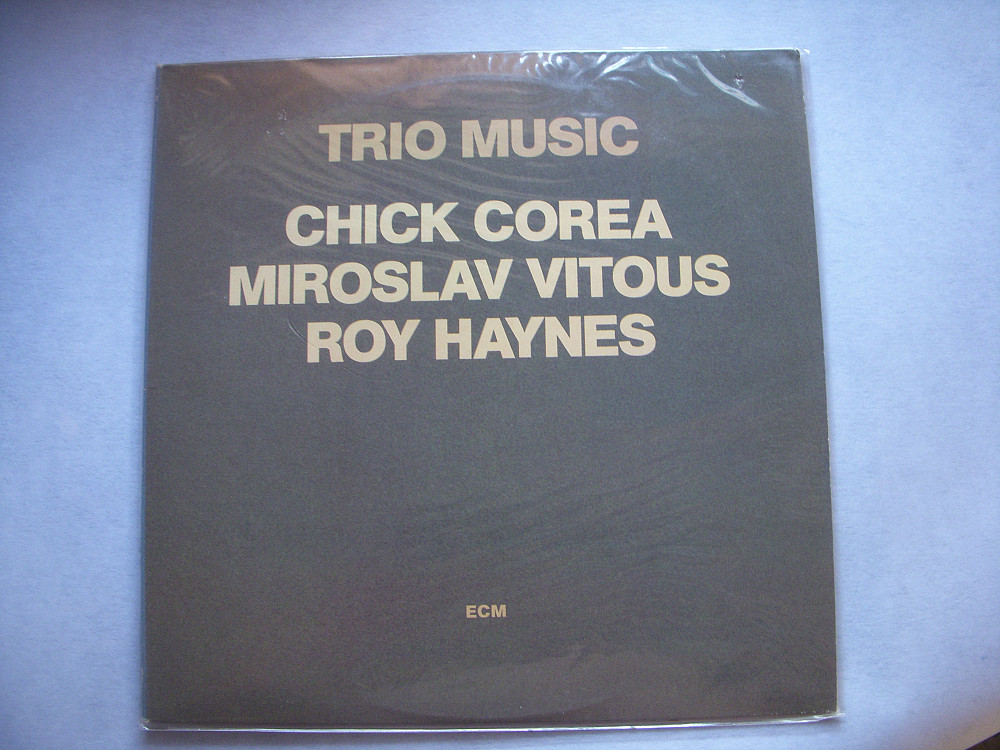 TRIO MUSIC
CHICK COREA
MIROSLAV VITOUS
ROY HAYNES
ECM